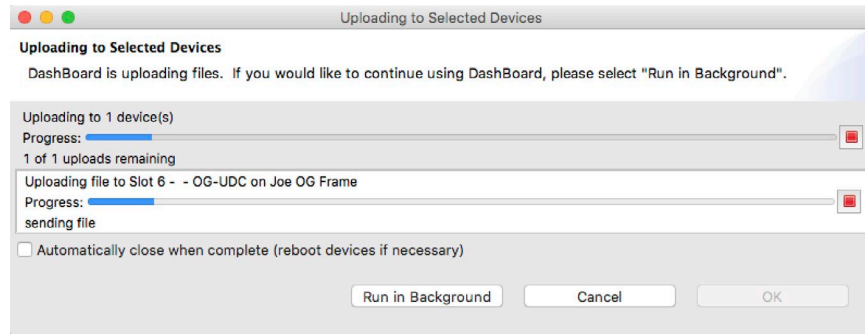 Uploading to Selected Devices
Uploading to Selected Devices
DashBoard is uploading files. If you would like to continue using DashBoard, please select "Run in Background".
Uploading to 1 device(s)
Progress:
1 of 1 uploads remaining
Uploading file to Slot 6 - - OG-UDC on Joe OG Frame
Progress:
sending file
Automatically close when complete (reboot devices if necessary)
Run in Background Cancel OK